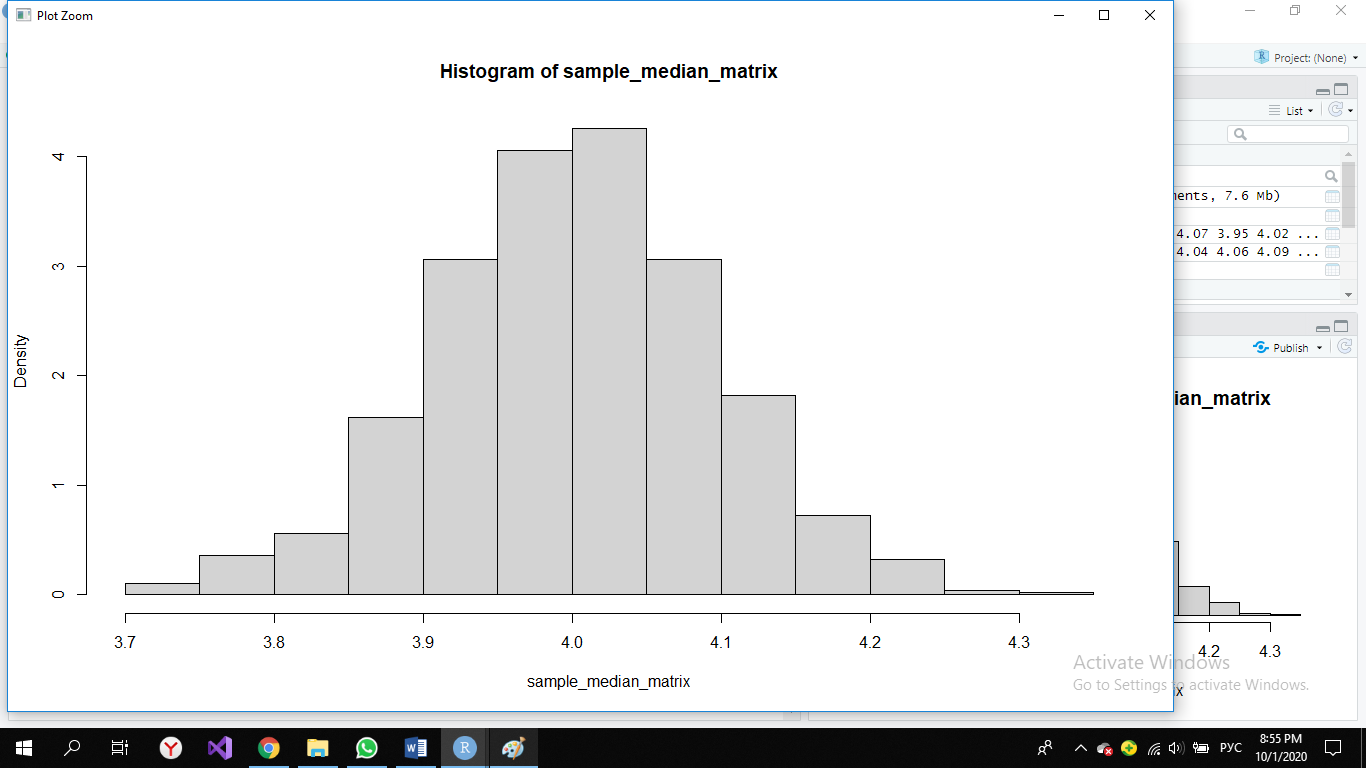 Plot Zoom
Histogram of sample_median_matrix
Density
0
1
2
3
4
3.7 3.8 3.9 4.0 4.1 4.2 4.3
sample_median_matrix
Project: (None)
List
ents, 7.6 Mb)
4.07 3.95 4.02 ...
4.04 4.06 4.09 ...
Publish
ian_matrix
4.2 4.3
ix
Activate Windows
Go to Settings to activate Windows.
РУС
8:55 PM
10/1/2020